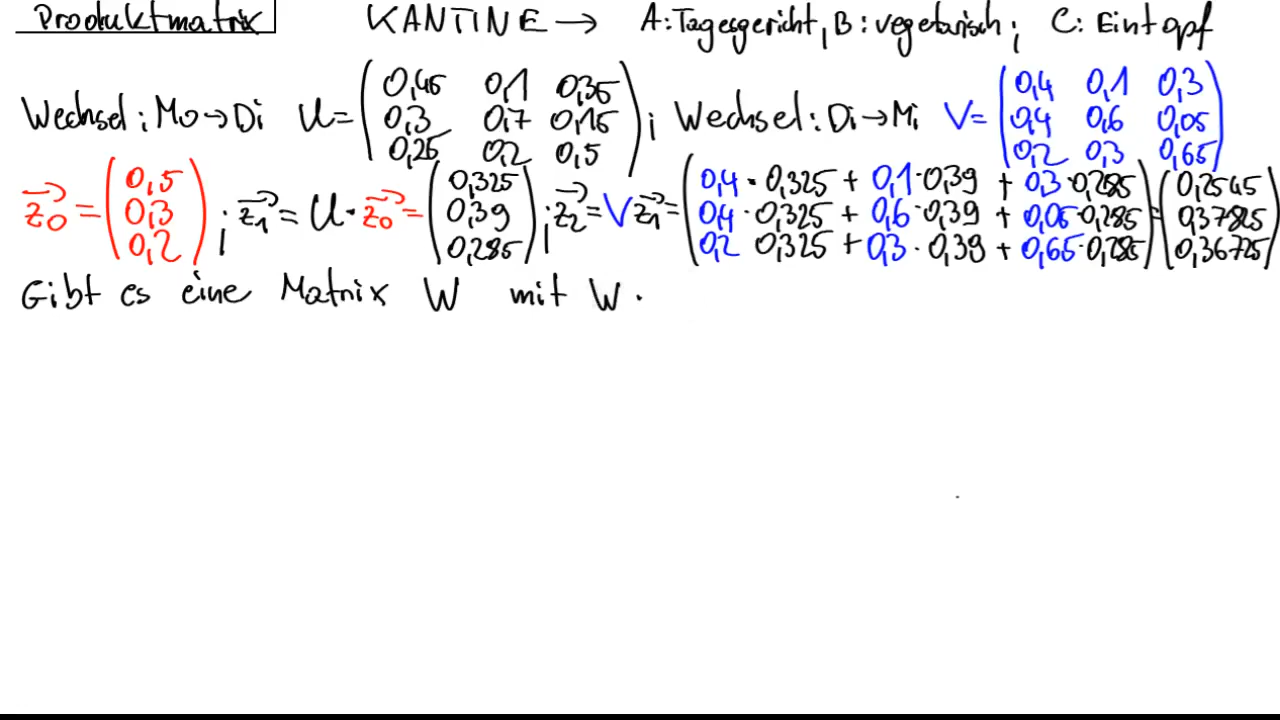 Produktmatrix KANTINE → A: Tagesgericht, B: vegetarisch; C: Eintopf
Wechsel: Mo→Di U = (0,45 0,1 0,35; 0,3 0,7 0,15; 0,25 0,2 0,5); Wechsel: Di→Mi V = (0,4 0,1 0,3; 0,4 0,6 0,05; 0,2 0,3 0,65)
z0 = (0,5; 0,3; 0,2); z1 = U · z0 = (0,325; 0,39; 0,285); z2 = V z1 = (0,4 · 0,325 + 0,1 · 0,39 + 0,3 · 0,285; 0,4 · 0,325 + 0,6 · 0,39 + 0,05 · 0,285; 0,2 0,325 + 0,3 · 0,39 + 0,65 · 0,285) = (0,2545; 0,37825; 0,36725)
Gibt es eine Matrix W mit W ·